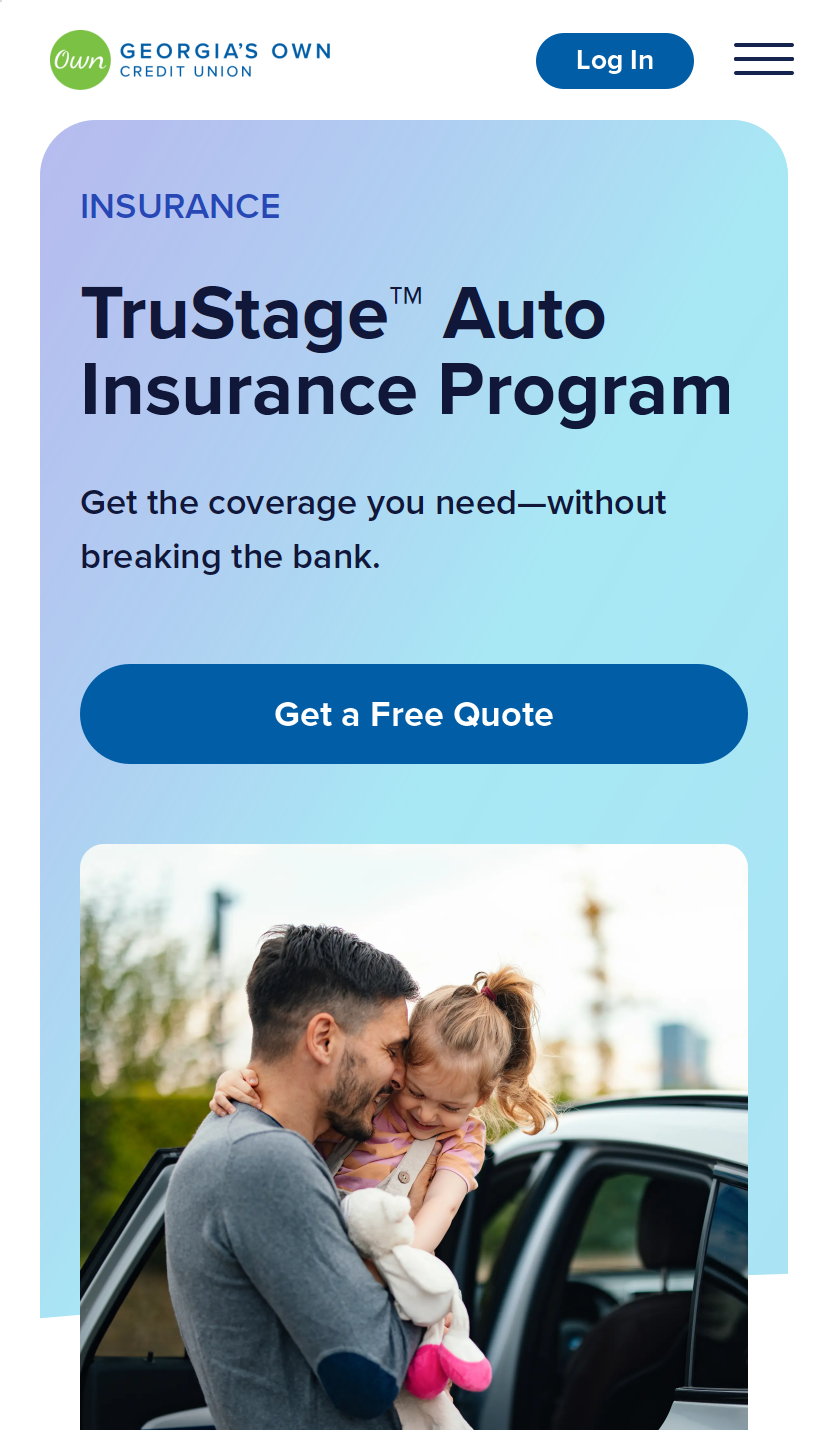 Own
GEORGIA'S OWN
CREDIT UNION
Log In
INSURANCE
TruStage™ Auto
Insurance Program
Get the coverage you need—without
breaking the bank.
Get a Free Quote